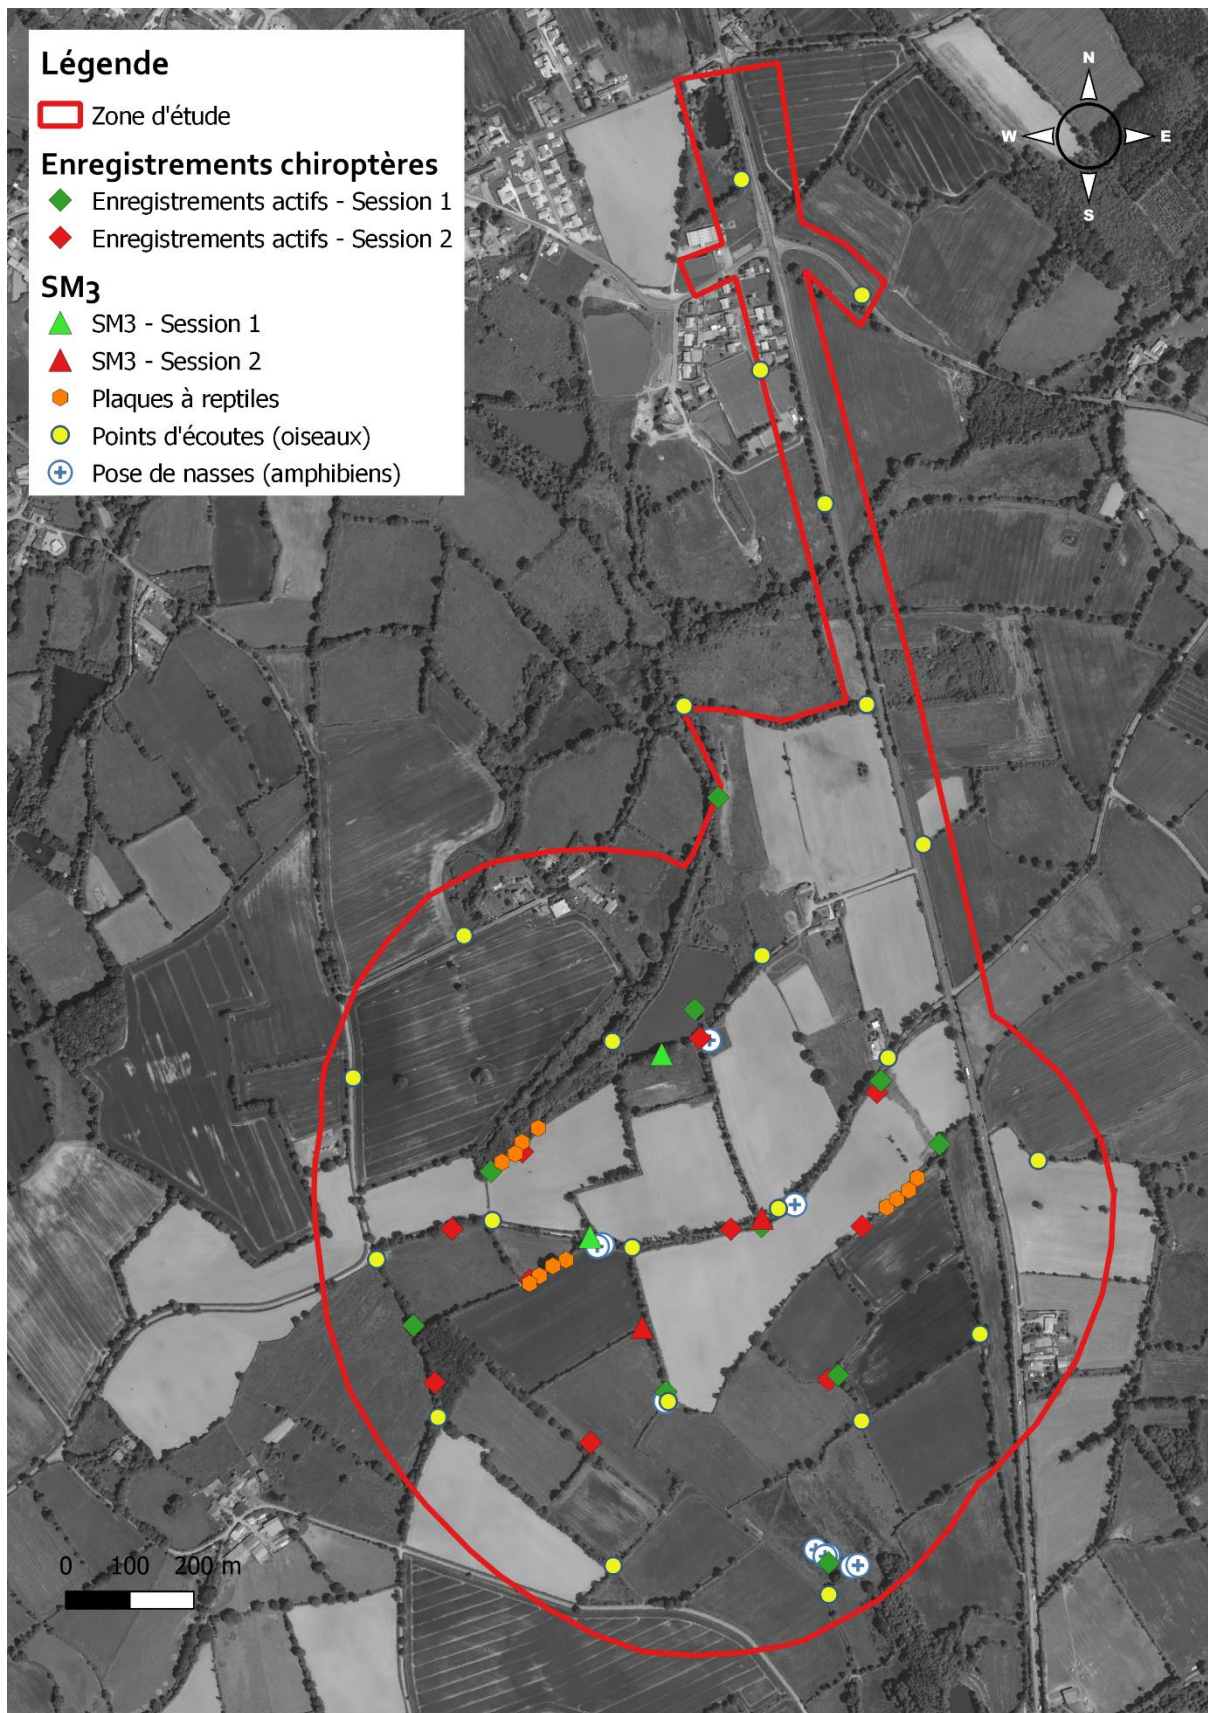 Légende
Zone d'étude
Enregistrements chiroptères
Enregistrements actifs - Session 1
Enregistrements actifs - Session 2
SM3
SM3 - Session 1
SM3 - Session 2
Plaques à reptiles
Points d'écoutes (oiseaux)
Pose de nasses (amphibiens)
N
W E
S
0 100 200 m